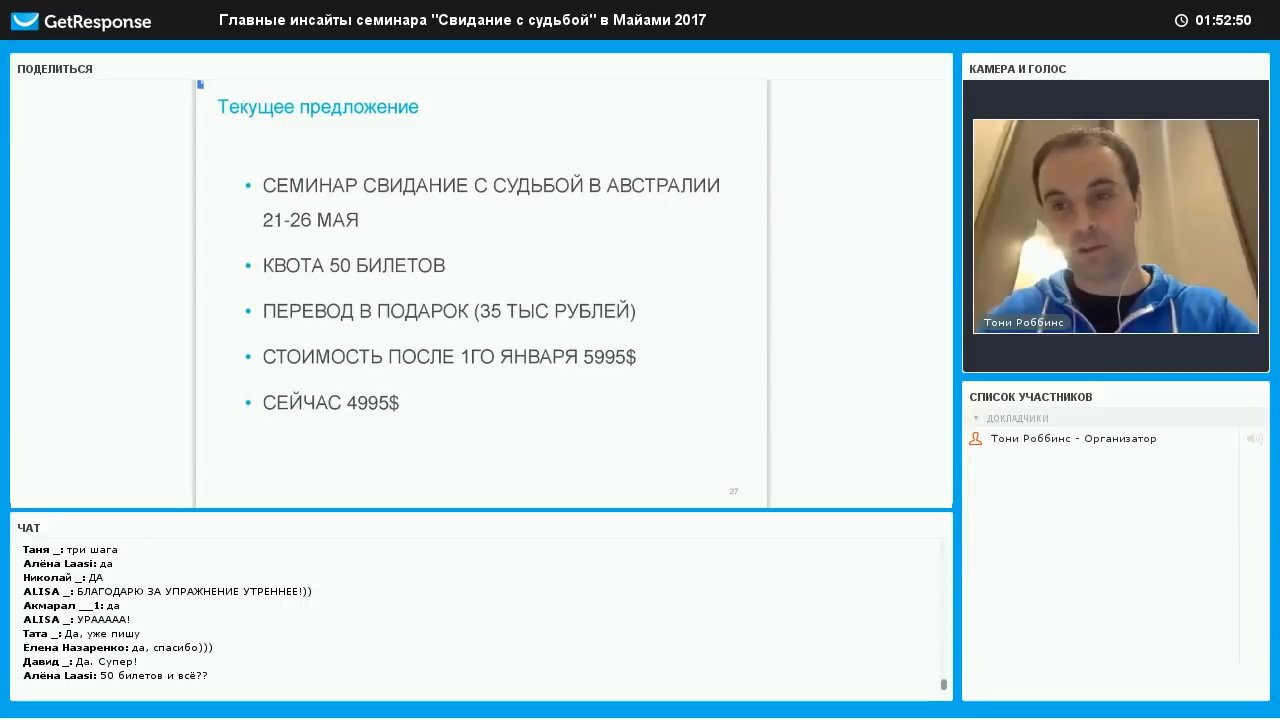 GetResponse
Главные инсайты семинара "Свидание с судьбой" в Майами 2017
01:52:50
ПОДЕЛИТЬСЯ
Текущее предложение
• СЕМИНАР СВИДАНИЕ С СУДЬБОЙ В АВСТРАЛИИ
21-26 МАЯ
• КВОТА 50 БИЛЕТОВ
• ПЕРЕВОД В ПОДАРОК (35 ТЫС РУБЛЕЙ)
• СТОИМОСТЬ ПОСЛЕ 1ГО ЯНВАРЯ 5995$
• СЕЙЧАС 4995$
27
КАМЕРА И ГОЛОС
Тони Роббинс
СПИСОК УЧАСТНИКОВ
ДОКЛАДЧИКИ
Тони Роббинс - Организатор
ЧАТ
Таня _: три шага
Алёна Laasi: да
Николай _: ДА
ALISA _: БЛАГОДАРЮ ЗА УПРАЖНЕНИЕ УТРЕННЕЕ!))
Акмарал __1: да
ALISA _: УРААААА!
Тата _: Да, уже пишу
Елена Назаренко: да, спасибо)))
Давид _: Да. Супер!
Алёна Laasi: 50 билетов и всё??